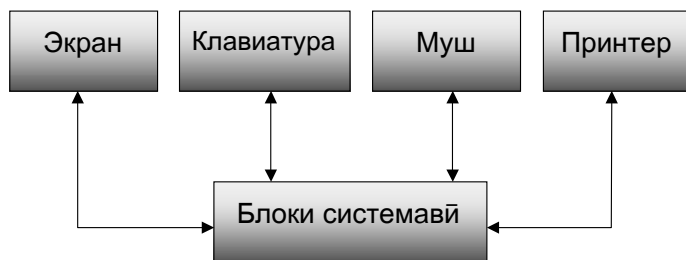 Экран
Клавиатура
Муш
Принтер
Блоки системавӣ